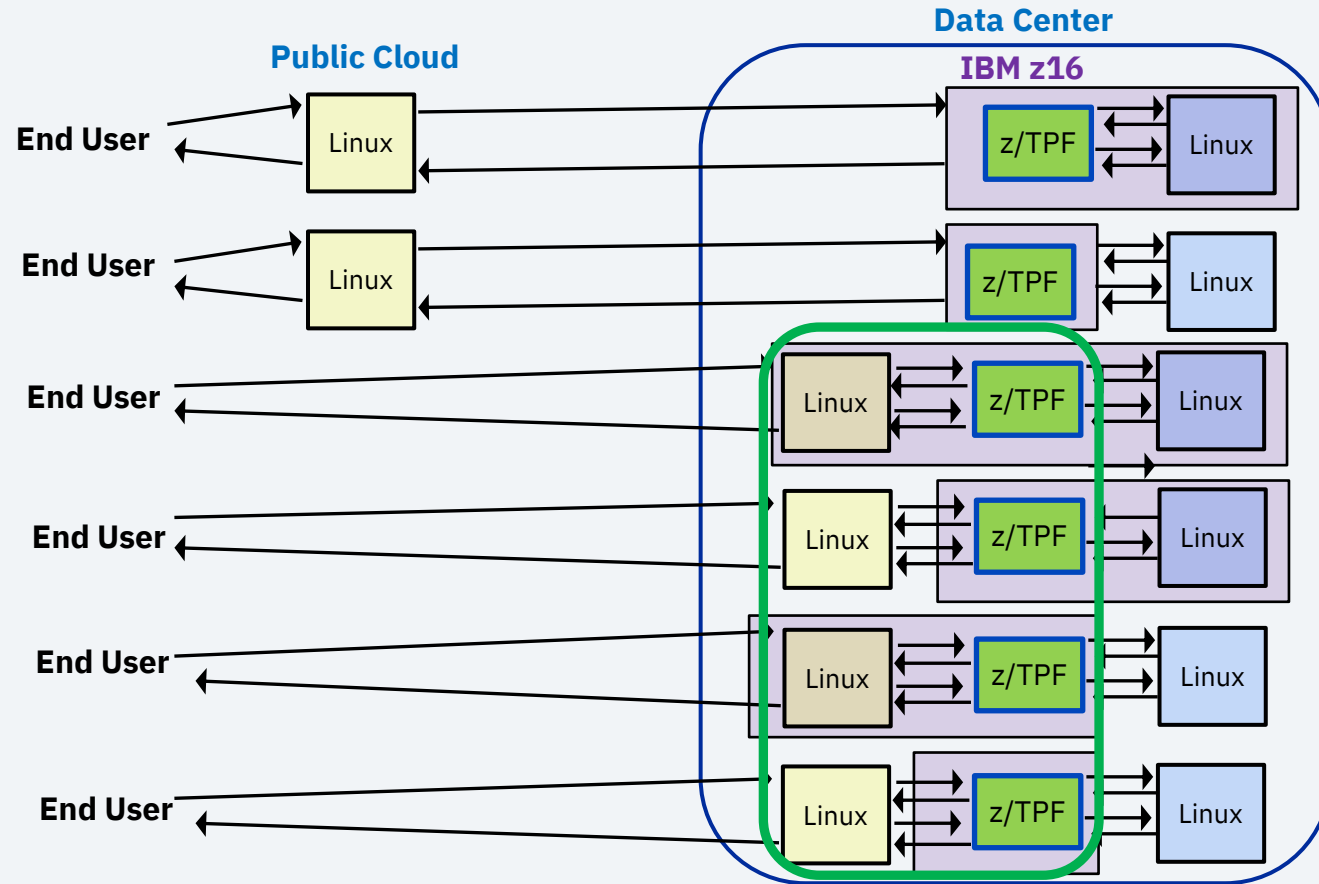 Data Center
Public Cloud
IBM z16
End User
Linux
z/TPF
Linux
End User
Linux
z/TPF
Linux
End User
Linux
z/TPF
Linux
End User
Linux
z/TPF
Linux
End User
Linux
z/TPF
Linux
End User
Linux
z/TPF
Linux